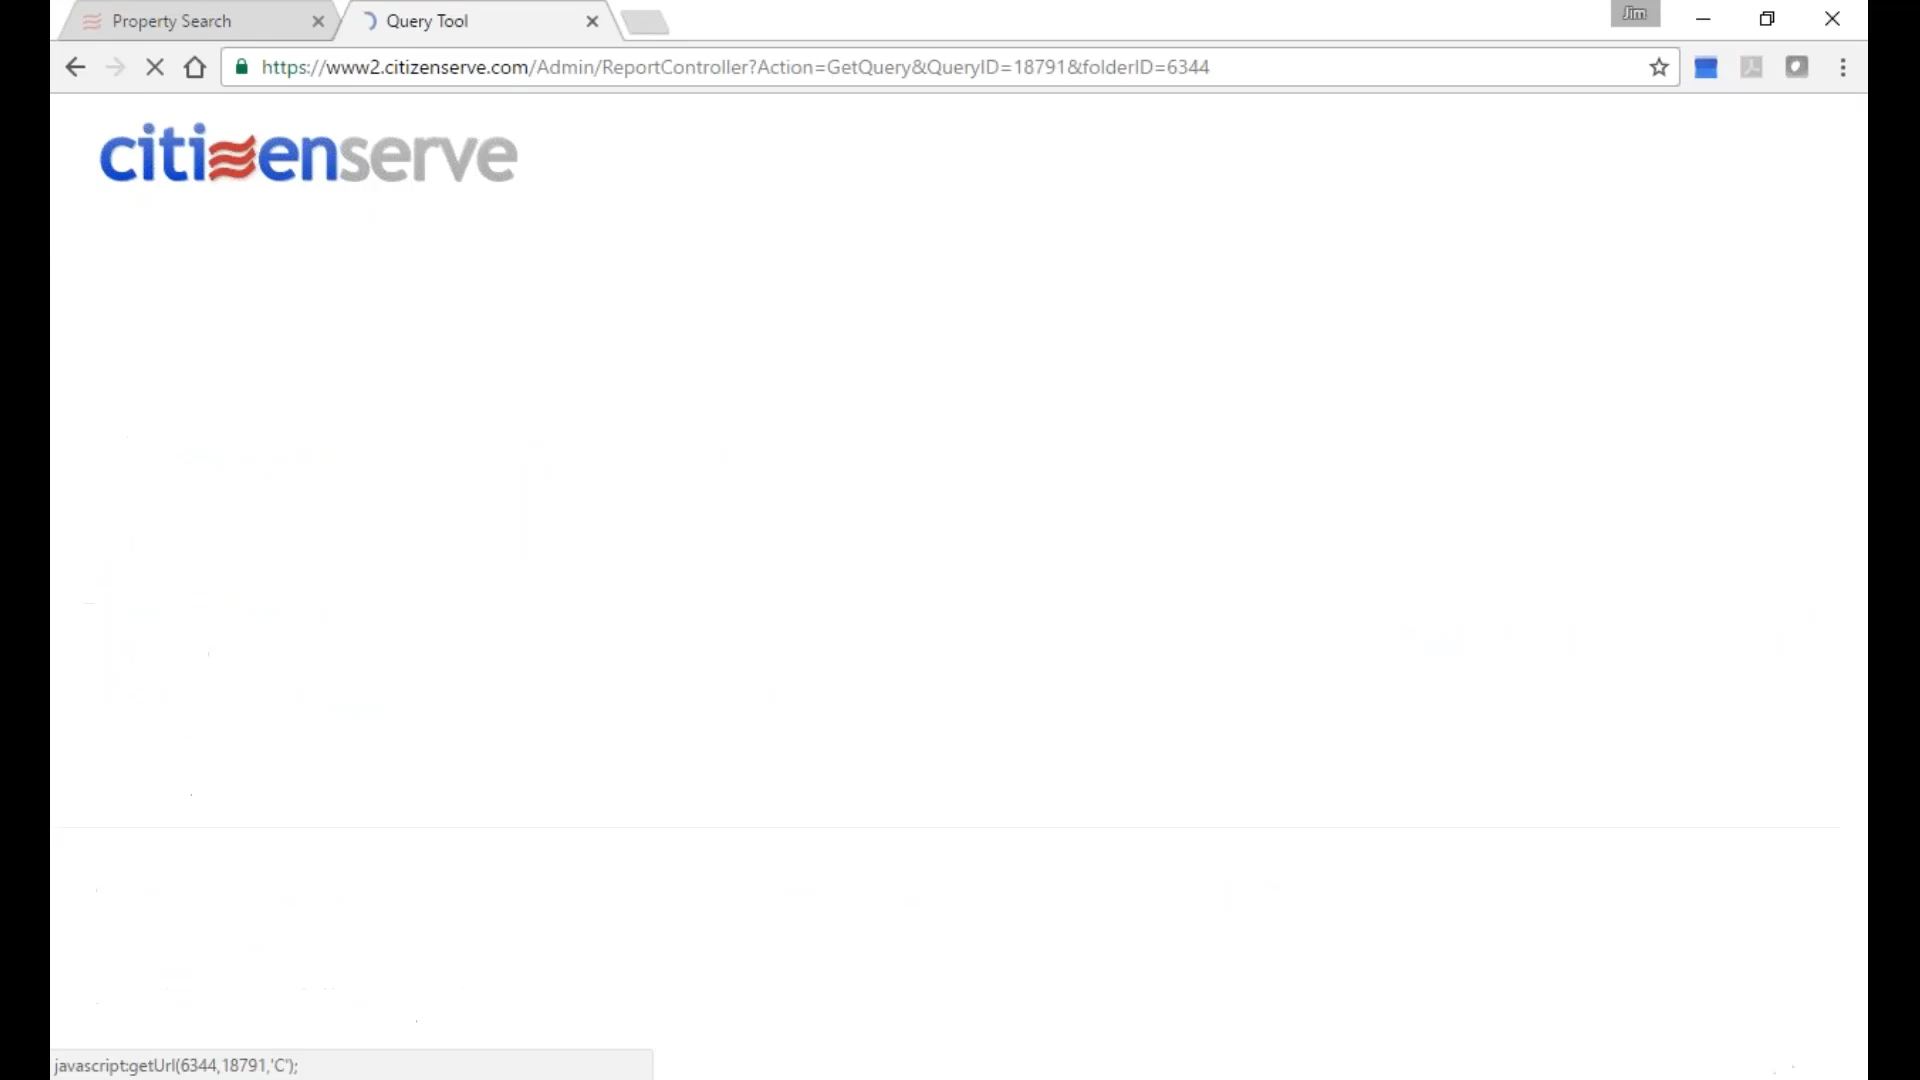 Property Search
Query Tool
Jim
https://www2.citizenserve.com/Admin/ReportController?Action=GetQuery&QueryID=18791&folderID=6344
citizenserve
javascript:getUrl(6344,18791,'C');